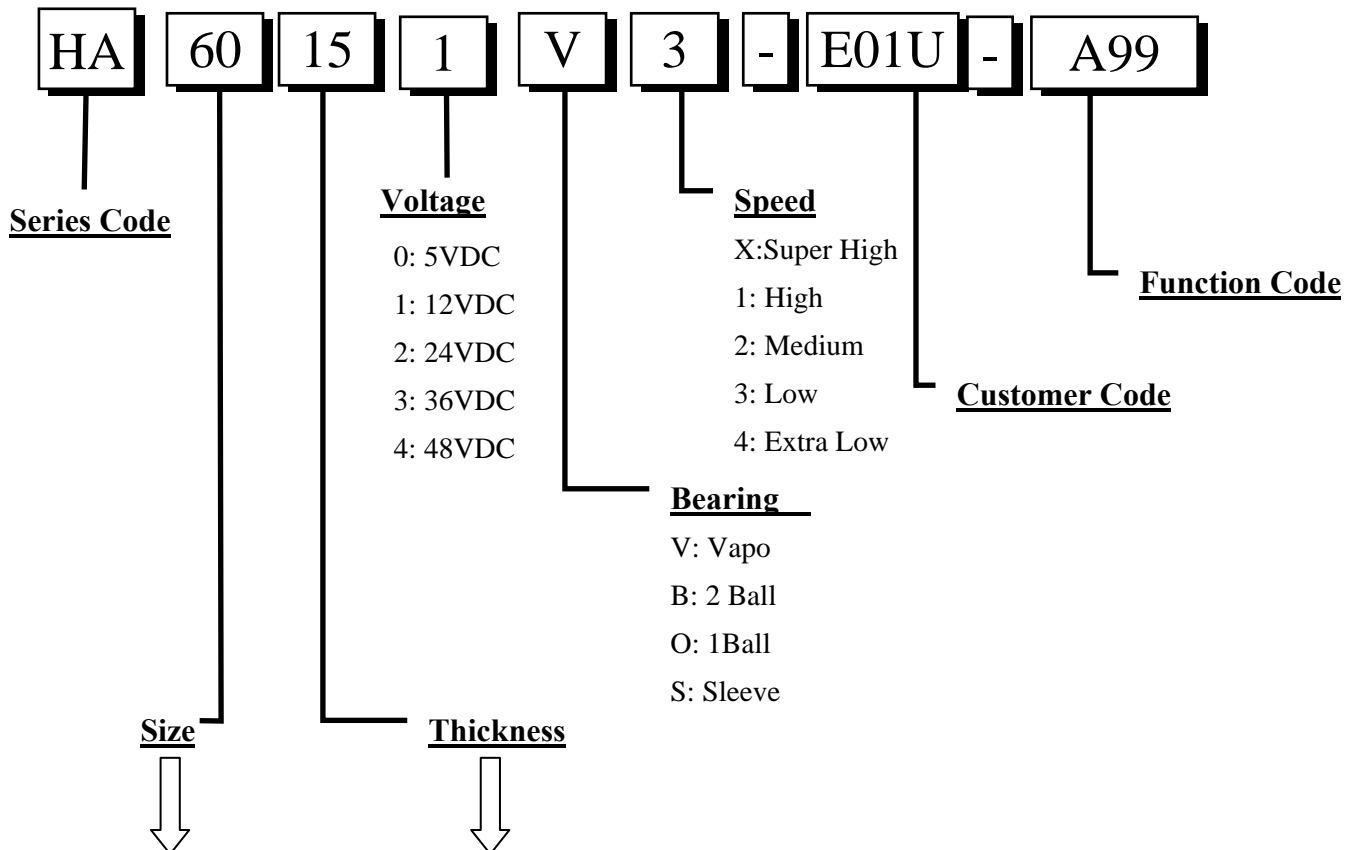 HA 60 15 1 V 3 - E01U - A99
Series Code
Voltage
0: 5VDC
1: 12VDC
2: 24VDC
3: 36VDC
4: 48VDC
Speed
X:Super High
1: High
2: Medium
3: Low
4: Extra Low
Function Code
Customer Code
Bearing
V: Vapo
B: 2 Ball
O: 1Ball
S: Sleeve
Size
Thickness